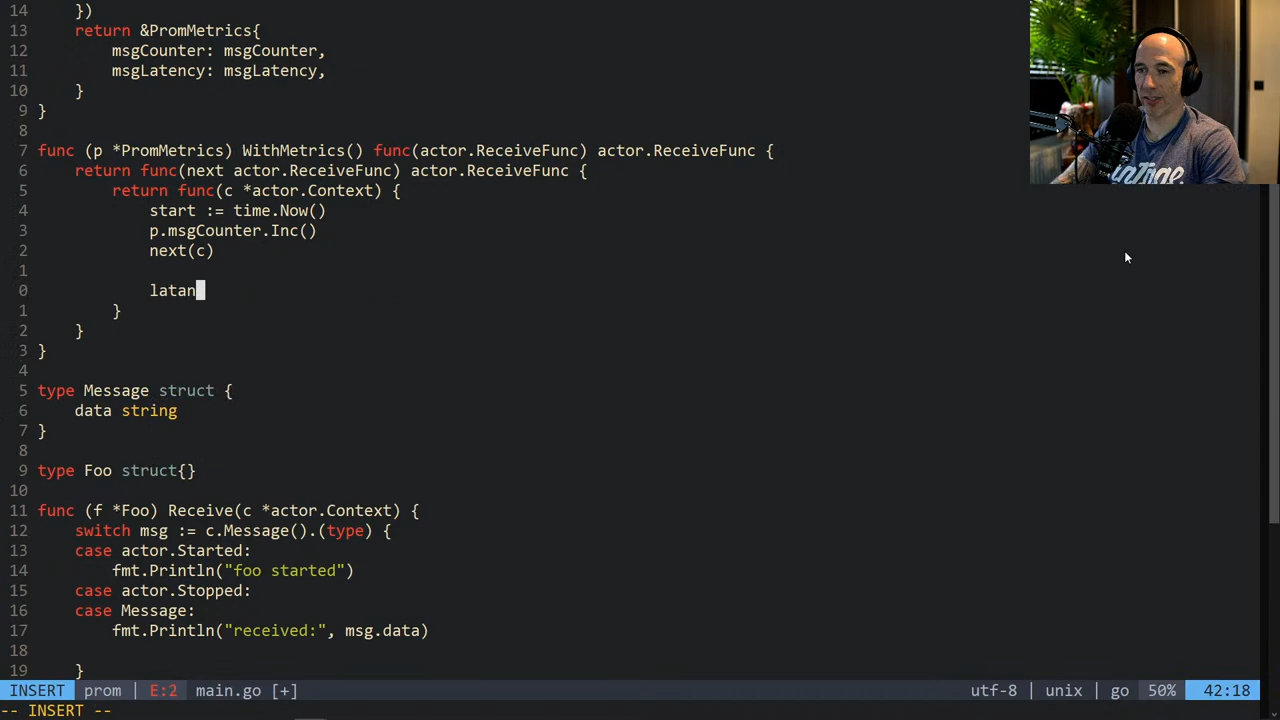 14 })
13 return &PromMetrics{
12 msgCounter: msgCounter,
11 msgLatency: msgLatency,
10 }
9 }
8
7 func (p *PromMetrics) WithMetrics() func(actor.ReceiveFunc) actor.ReceiveFunc {
6 return func(next actor.ReceiveFunc) actor.ReceiveFunc {
5 return func(c *actor.Context) {
4 start := time.Now()
3 p.msgCounter.Inc()
2 next(c)
1
0 latan
1 }
2 }
3 }
4
5 type Message struct {
6 data string
7 }
8
9 type Foo struct{}
10
11 func (f *Foo) Receive(c *actor.Context) {
12 switch msg := c.Message().(type) {
13 case actor.Started:
14 fmt.Println("foo started")
15 case actor.Stopped:
16 case Message:
17 fmt.Println("received:", msg.data)
18
19 }
INSERT prom | E:2 main.go [+] utf-8 | unix | go 50% 42:18
-- INSERT --